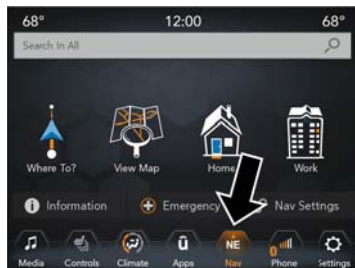 68° 12:00 68°
Search In All
Where To? View Map Home Work
i Information Emergency Nav Settings
Media Controls Climate ū Apps NE Nav Phone Settings